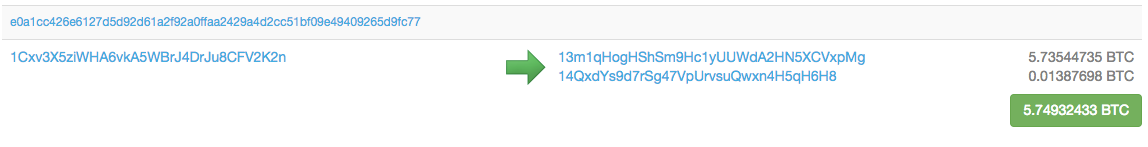 e0a1cc426e6127d5d92d61a2f92a0ffaa2429a4d2cc51bf09e49409265d9fc77
1Cxv3X5ziWHA6vkA5WBrJ4DrJu8CFV2K2n
13m1qHogHShSm9Hc1yUUWdA2HN5XCVxpMg 5.73544735 BTC
14QxdYs9d7rSg47VpUrvsuQwxn4H5qH6H8 0.01387698 BTC
5.74932433 BTC